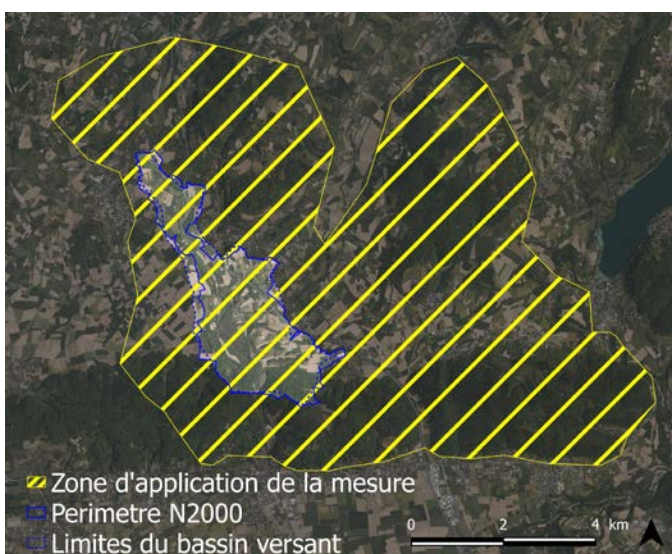 Zone d'application de la mesure
Perimetre N2000
Limites du bassin versant
0 2 4 km